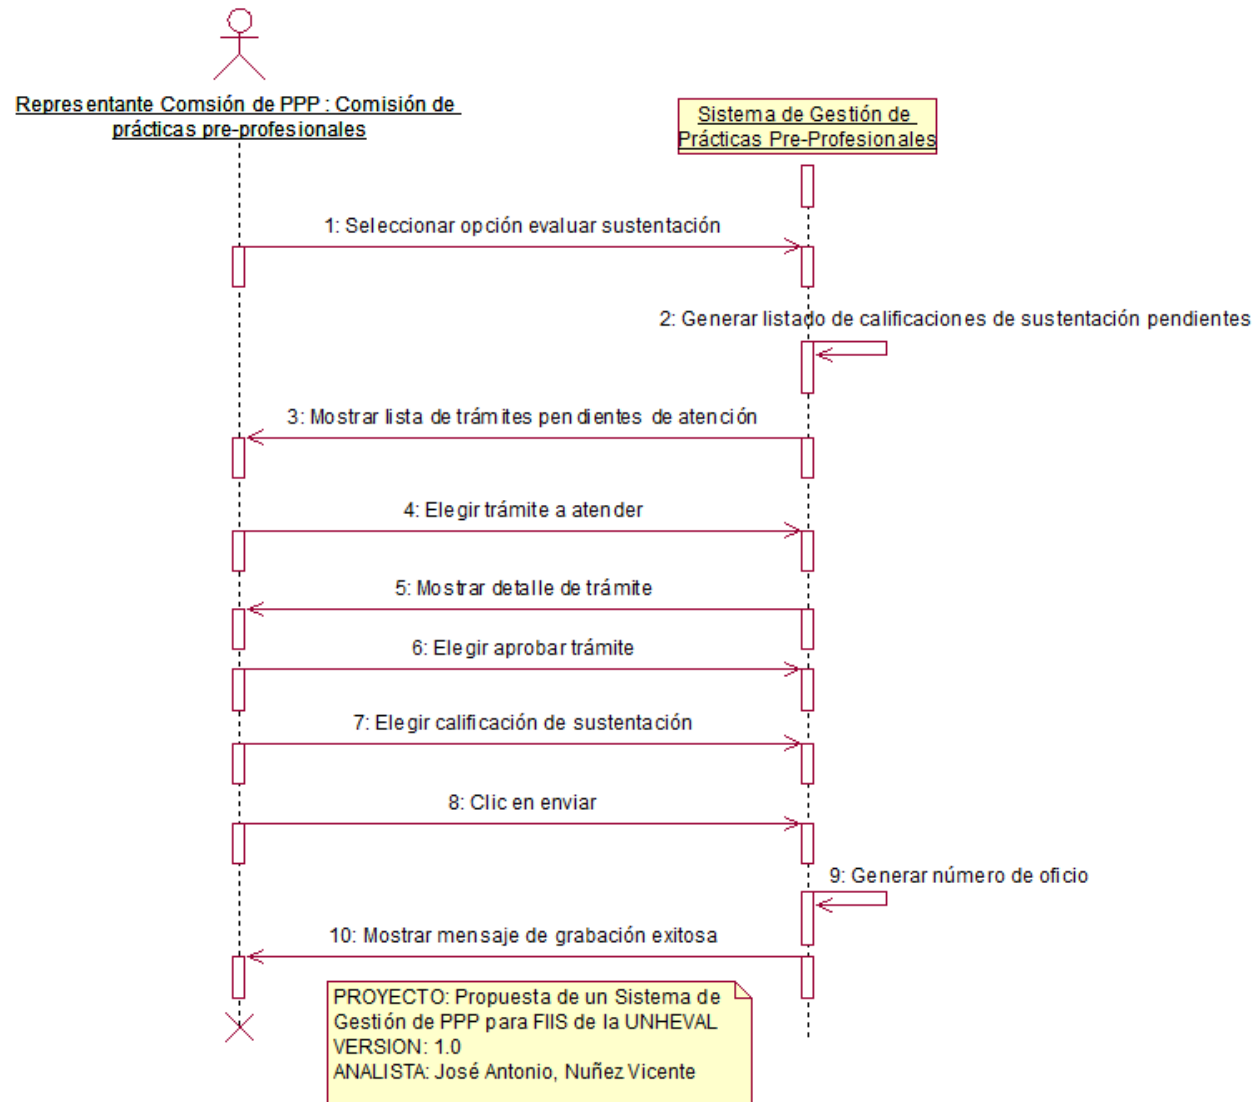 Representante Comsión de PPP : Comisión de
prácticas pre-profesionales
Sistema de Gestión de
Prácticas Pre-Profesionales
1: Seleccionar opción evaluar sustentación
2: Generar listado de calificaciones de sustentación pendientes
3: Mostrar lista de trámites pendientes de atención
4: Elegir trámite a atender
5: Mostrar detalle de trámite
6: Elegir aprobar trámite
7: Elegir calificación de sustentación
8: Clic en enviar
9: Generar número de oficio
10: Mostrar mensaje de grabación exitosa
PROYECTO: Propuesta de un Sistema de
Gestión de PPP para FIIS de la UNHEVAL
VERSION: 1.0
ANALISTA: José Antonio, Nuñez Vicente